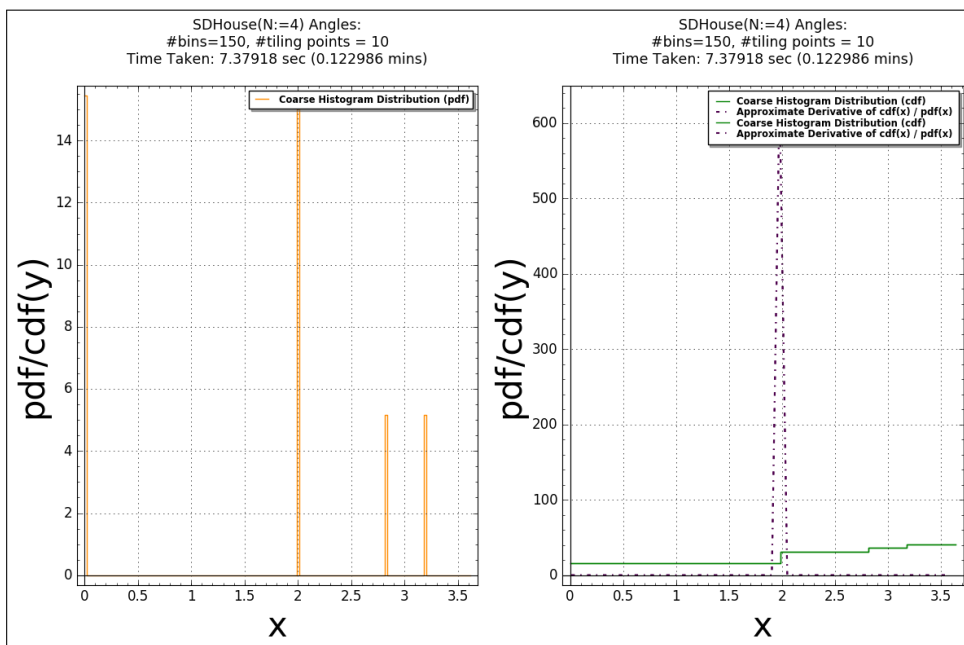 SDHouse(N:=4) Angles:
#bins=150, #tiling points = 10
Time Taken: 7.37918 sec (0.122986 mins)
Coarse Histogram Distribution (pdf)
14
12
10
8
6
4
2
0
pdf/cdf(y)
0
0.5
1
1.5
2
2.5
3
3.5
x
SDHouse(N:=4) Angles:
#bins=150, #tiling points = 10
Time Taken: 7.37918 sec (0.122986 mins)
Coarse Histogram Distribution (cdf)
Approximate Derivative of cdf(x) / pdf(x)
Coarse Histogram Distribution (cdf)
Approximate Derivative of cdf(x) / pdf(x)
600
500
400
300
200
100
0
pdf/cdf(y)
0
0.5
1
1.5
2
2.5
3
3.5
x